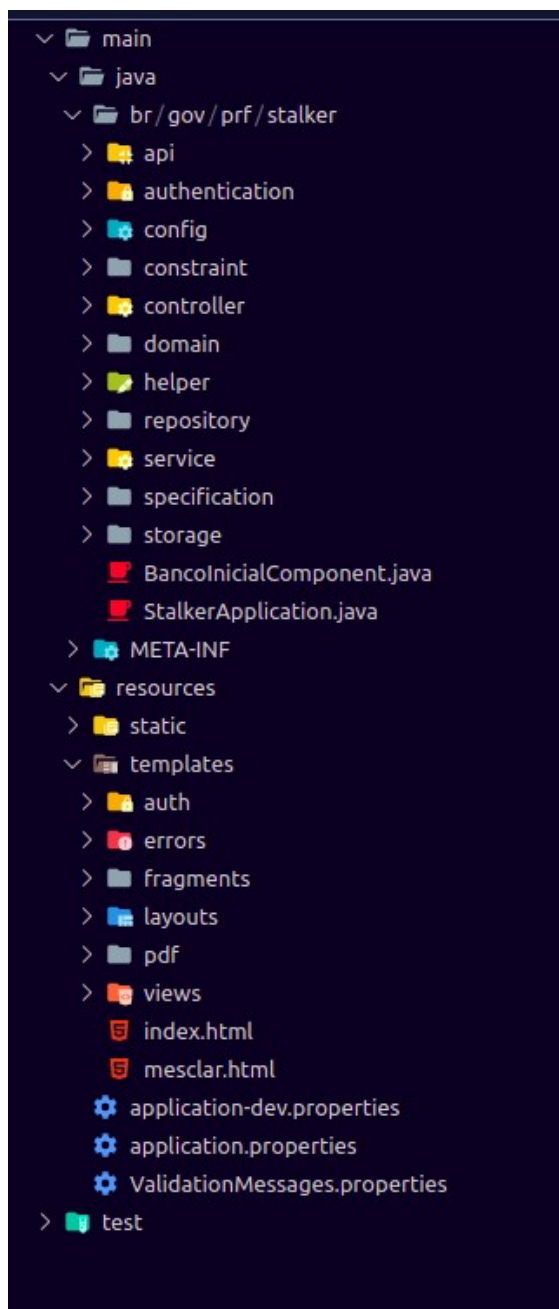 main
java
br/gov/prf/stalker
api
authentication
config
constraint
controller
domain
helper
repository
service
specification
storage
BancoInicialComponent.java
StalkerApplication.java
META-INF
resources
static
templates
auth
errors
fragments
layouts
pdf
views
index.html
mesclar.html
application-dev.properties
application.properties
ValidationMessages.properties
test